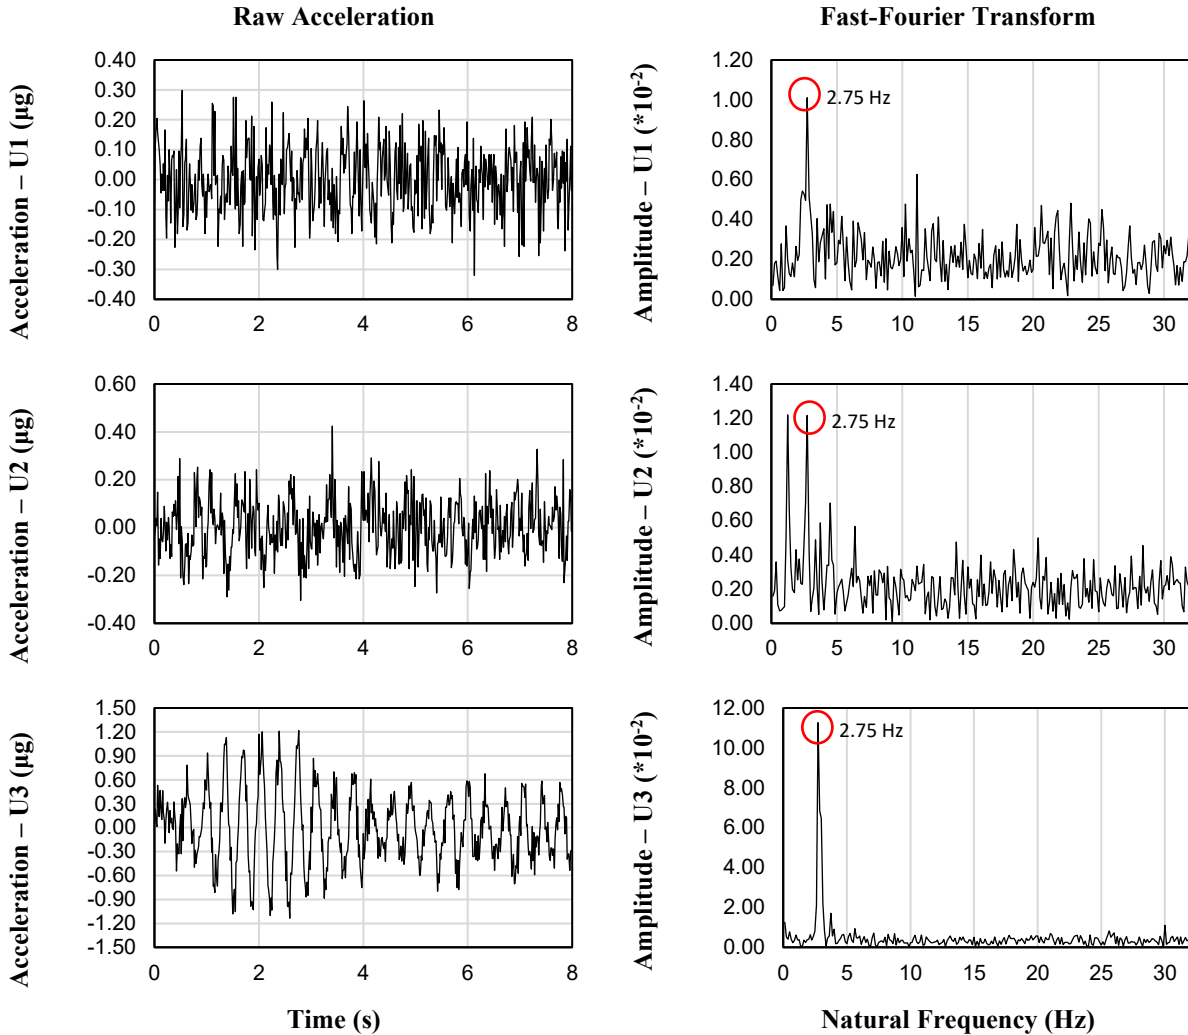 Raw Acceleration
Fast-Fourier Transform
Acceleration – U1 (µg)
0.40
0.30
0.20
0.10
0.00
-0.10
-0.20
-0.30
-0.40
0 2 4 6 8
Amplitude – U1 (*10-2)
1.20
1.00
0.80
0.60
0.40
0.20
0.00
2.75 Hz
0 5 10 15 20 25 30
Acceleration – U2 (µg)
0.60
0.40
0.20
0.00
-0.20
-0.40
0 2 4 6 8
Amplitude – U2 (*10-2)
1.40
1.20
1.00
0.80
0.60
0.40
0.20
0.00
2.75 Hz
0 5 10 15 20 25 30
Acceleration – U3 (µg)
1.50
1.20
0.90
0.60
0.30
0.00
-0.30
-0.60
-0.90
-1.20
-1.50
0 2 4 6 8
Time (s)
Amplitude – U3 (*10-2)
12.00
10.00
8.00
6.00
4.00
2.00
0.00
2.75 Hz
0 5 10 15 20 25 30
Natural Frequency (Hz)